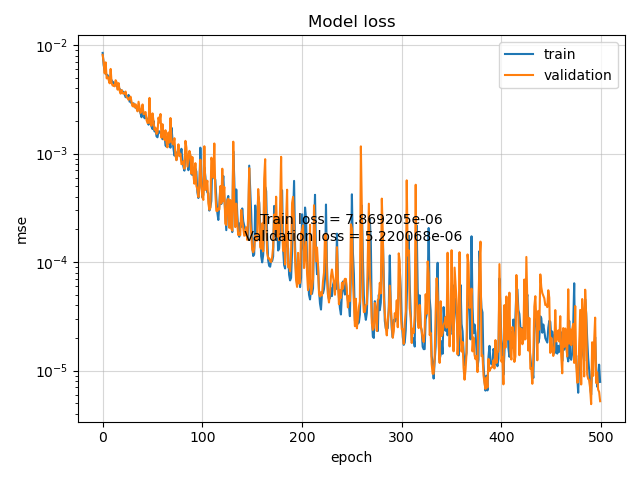 Model loss
train
validation
10⁻²
10⁻³
10⁻⁴
10⁻⁵
mse
Train loss = 7.869205e-06
Validation loss = 5.220068e-06
0 100 200 300 400 500
epoch